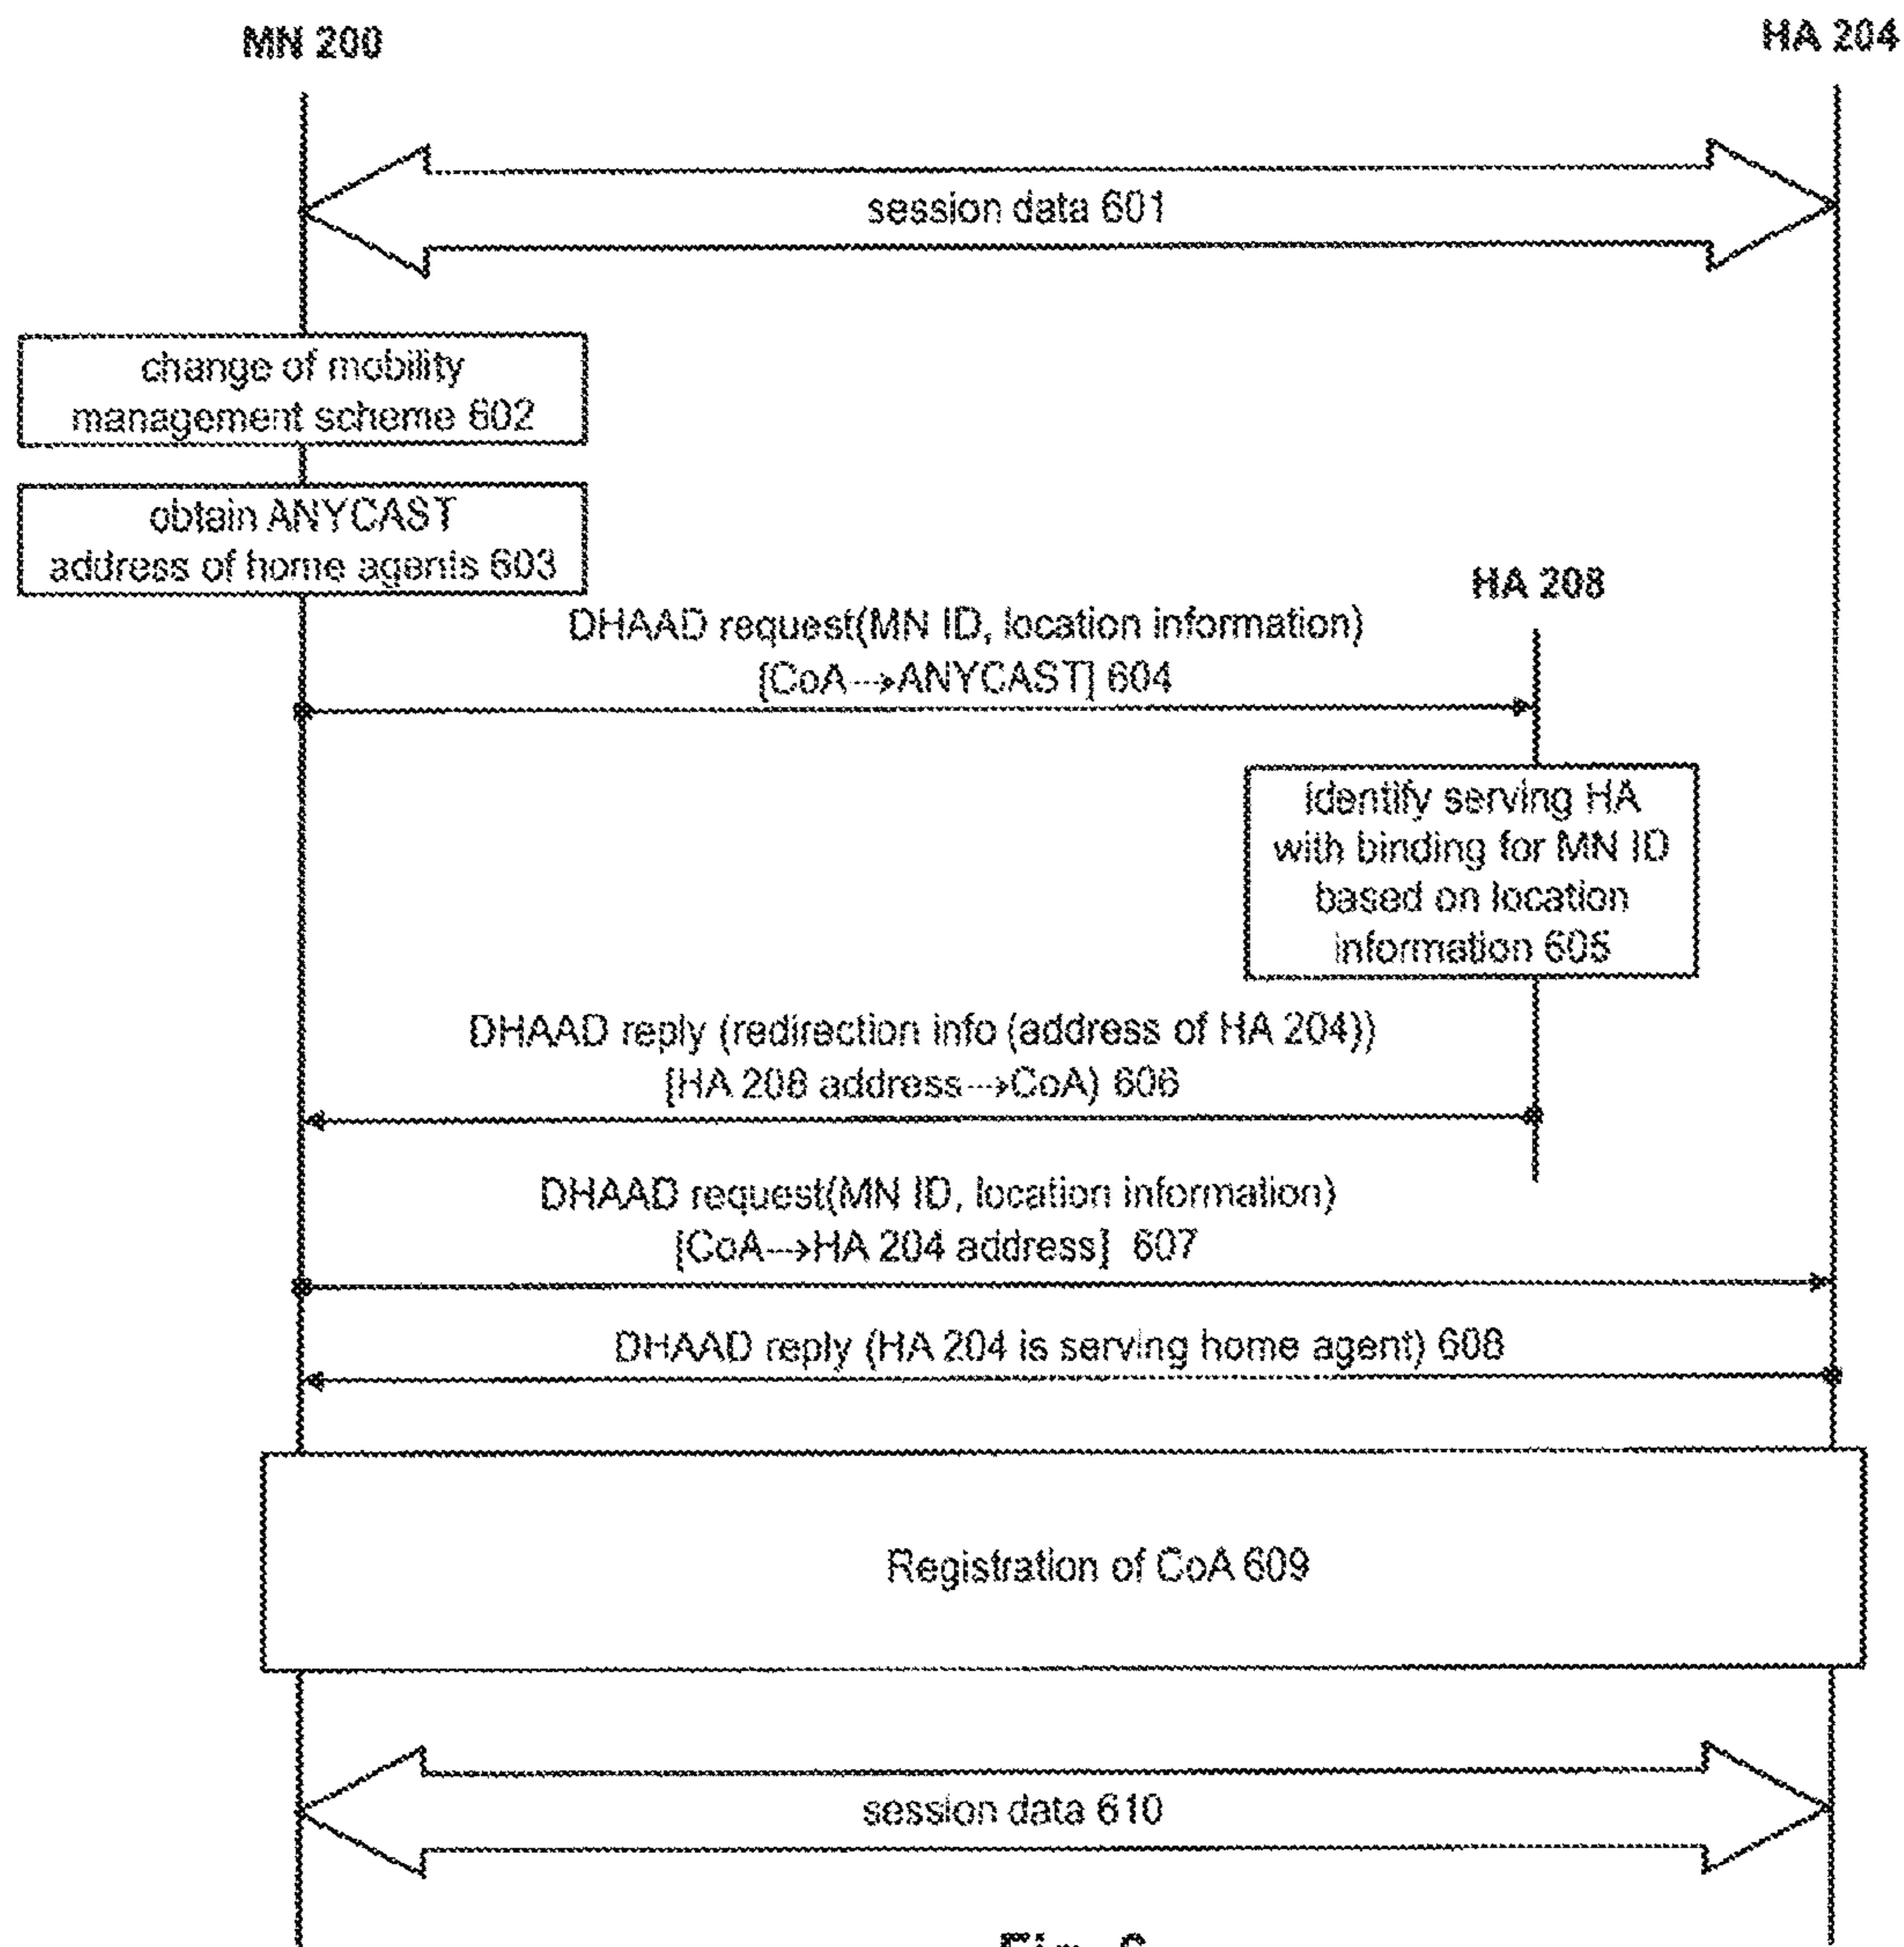 MN 200
HA 204
session data 601
change of mobility
management scheme 602
obtain ANYCAST
address of home agents 603
HA 208
DHAAD request(MN ID, location information)
[CoA--->ANYCAST] 604
Identify serving HA
with binding for MN ID
based on location
information 605
DHAAD reply (redirection info (address of HA 204))
[HA 208 address--->CoA) 606
DHAAD request(MN ID, location information)
[CoA--->HA 204 address] 607
DHAAD reply (HA 204 is serving home agent) 608
Registration of CoA 609
session data 610